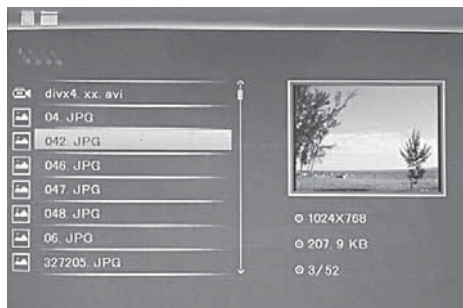 divx4. xx. avi
04. JPG
042. JPG
046. JPG
047. JPG
048. JPG
06. JPG
327205. JPG
1024X768
207. 9 KB
3/52